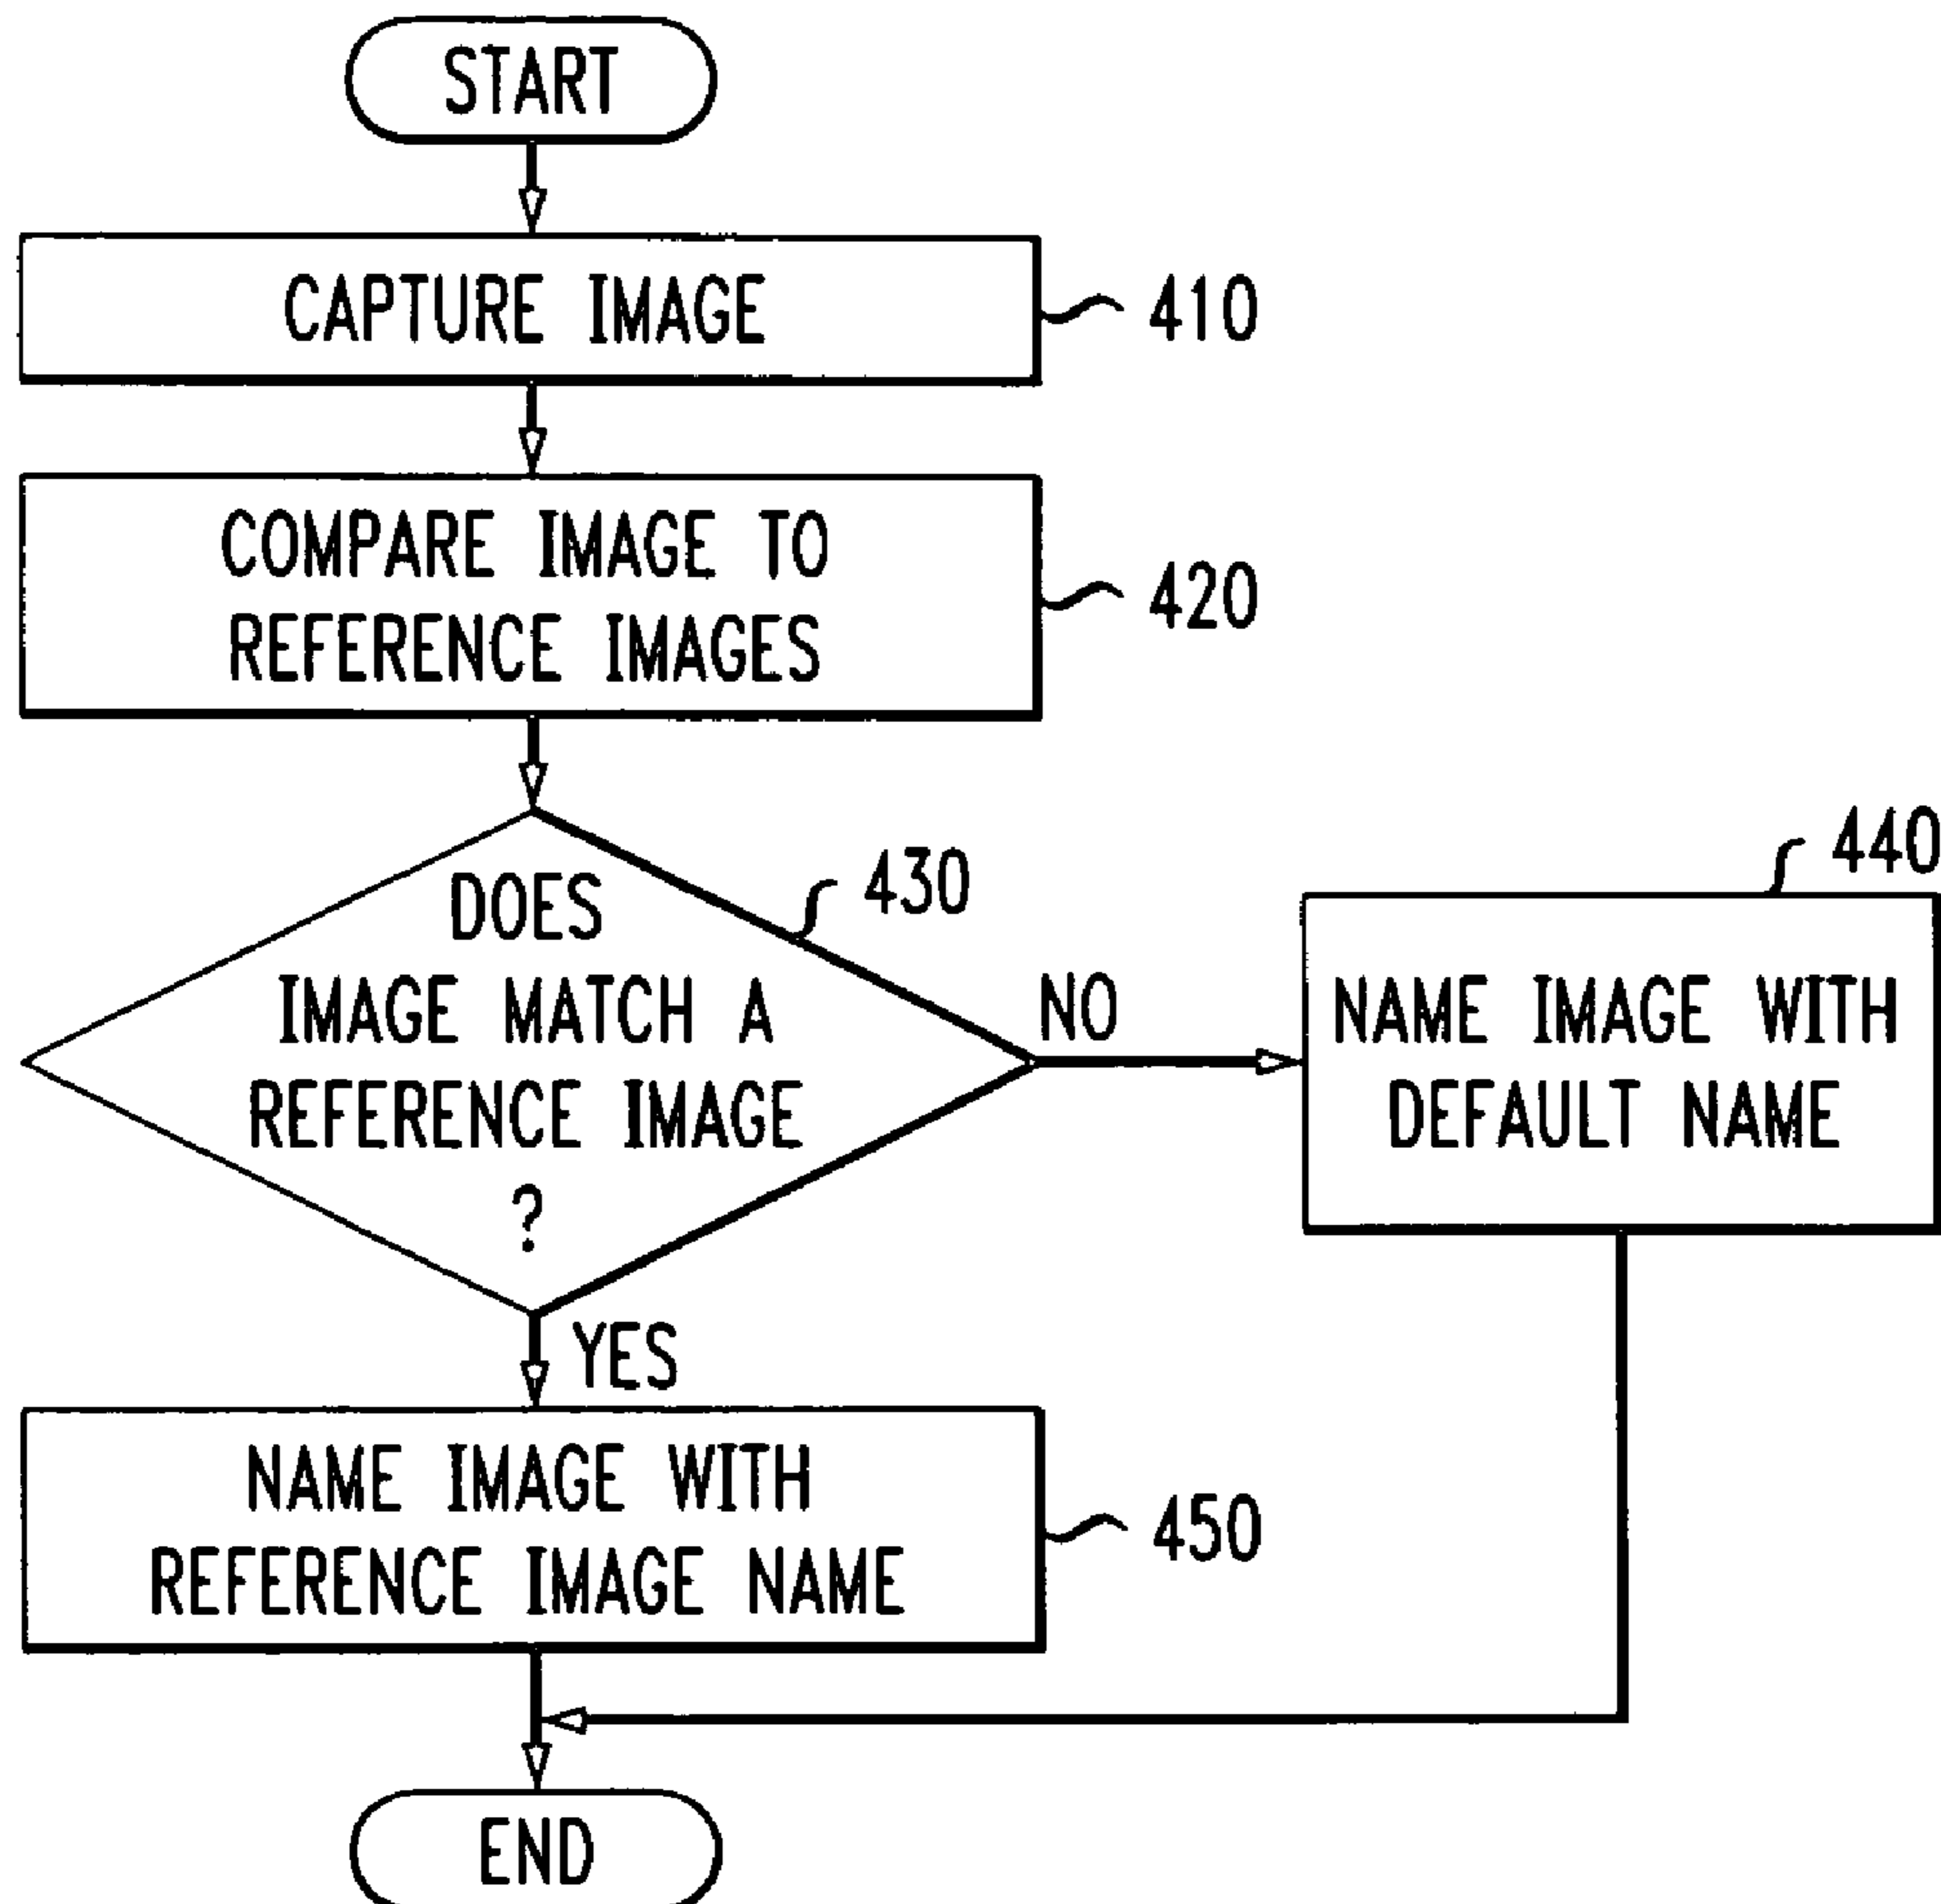 START
CAPTURE IMAGE
410
COMPARE IMAGE TO
REFERENCE IMAGES
420
DOES
IMAGE MATCH A
REFERENCE IMAGE
?
430
NO
440
NAME IMAGE WITH
DEFAULT NAME
YES
NAME IMAGE WITH
REFERENCE IMAGE NAME
450
END